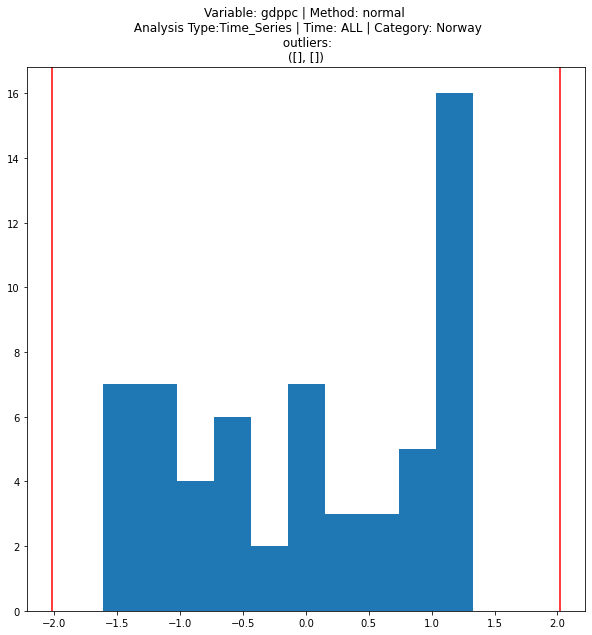 Variable: gdppc | Method: normal
Analysis Type:Time_Series | Time: ALL | Category: Norway
outliers:
([], [])
16
14
12
10
8
6
4
2
0
−2.0 −1.5 −1.0 −0.5 0.0 0.5 1.0 1.5 2.0